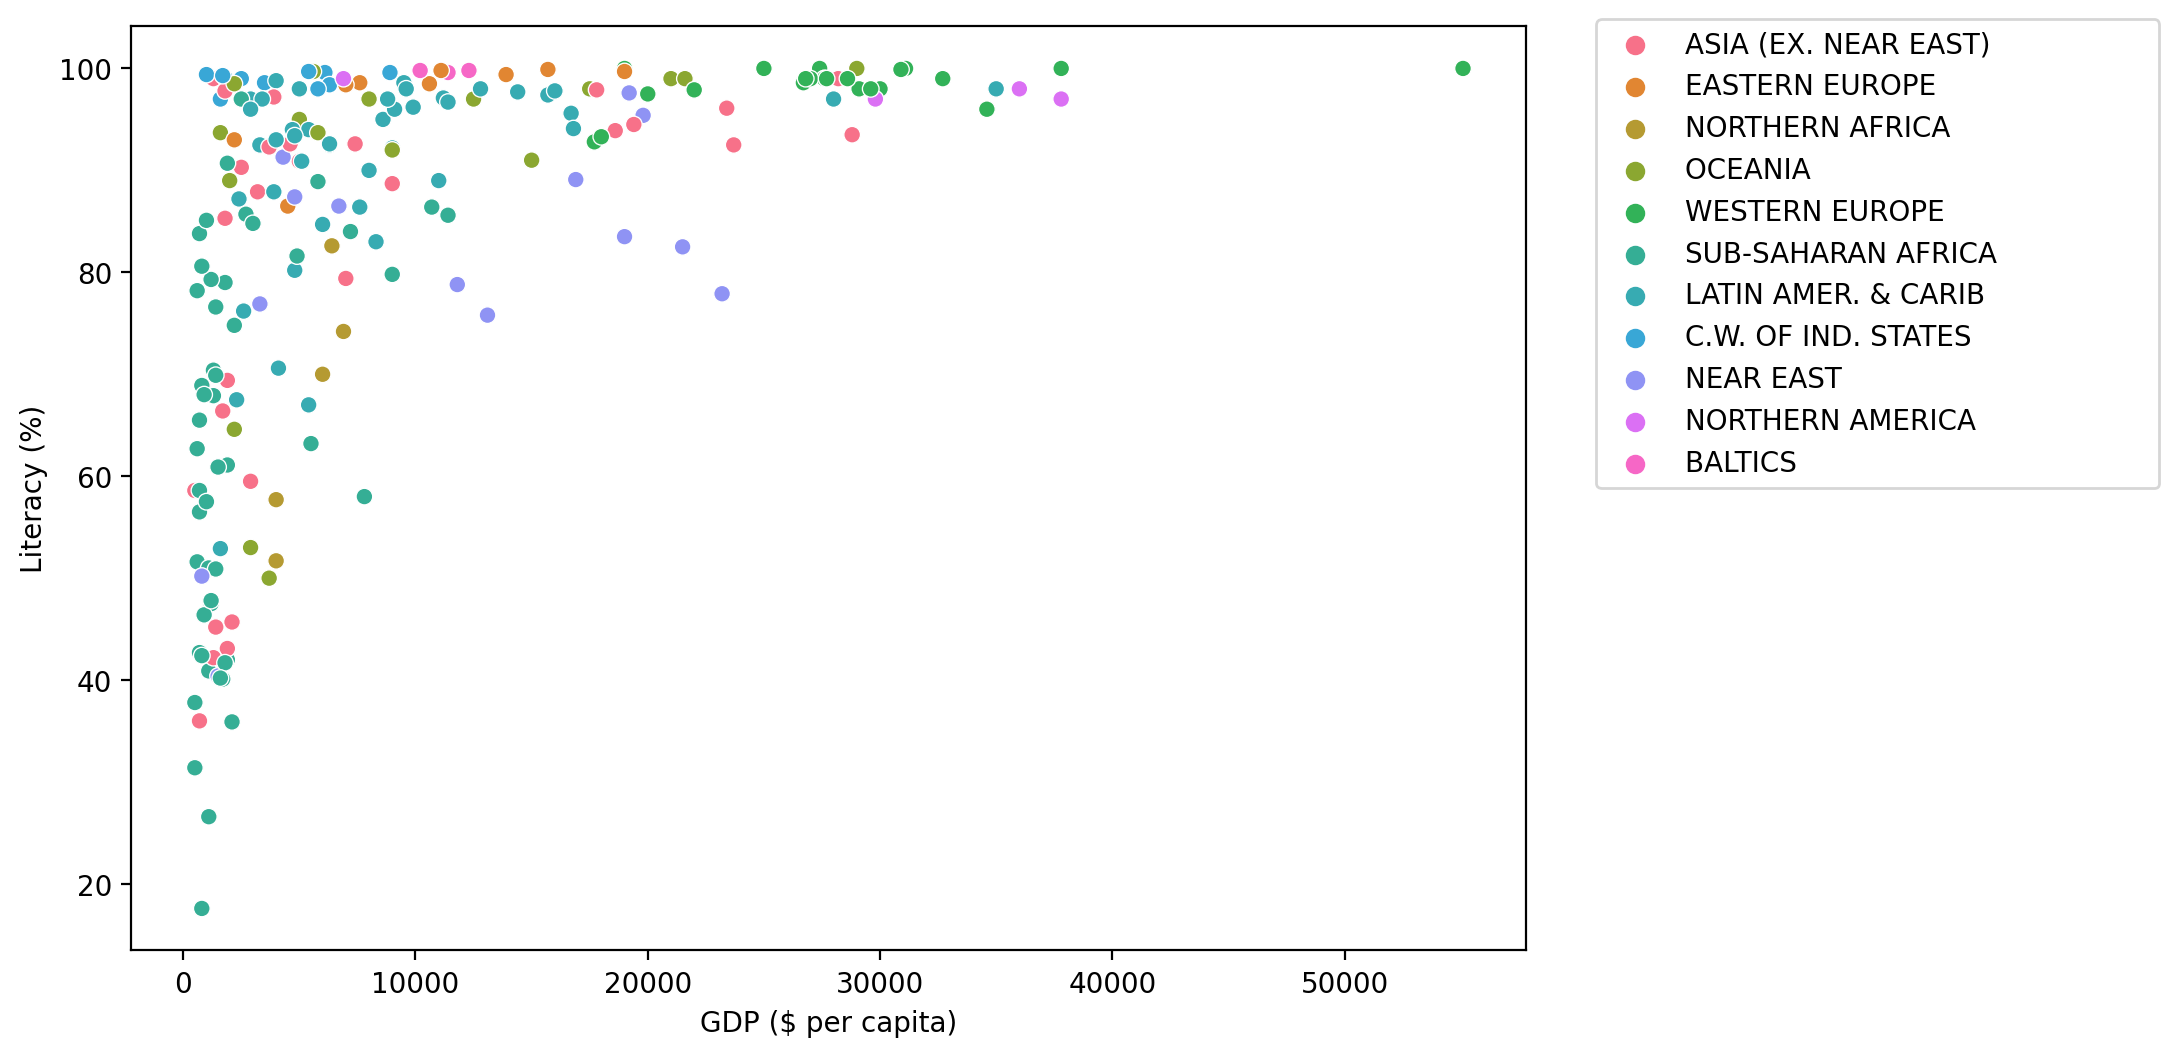 100
80
60
40
20
Literacy (%)
0 10000 20000 30000 40000 50000
GDP ($ per capita)
ASIA (EX. NEAR EAST)
EASTERN EUROPE
NORTHERN AFRICA
OCEANIA
WESTERN EUROPE
SUB-SAHARAN AFRICA
LATIN AMER. & CARIB
C.W. OF IND. STATES
NEAR EAST
NORTHERN AMERICA
BALTICS